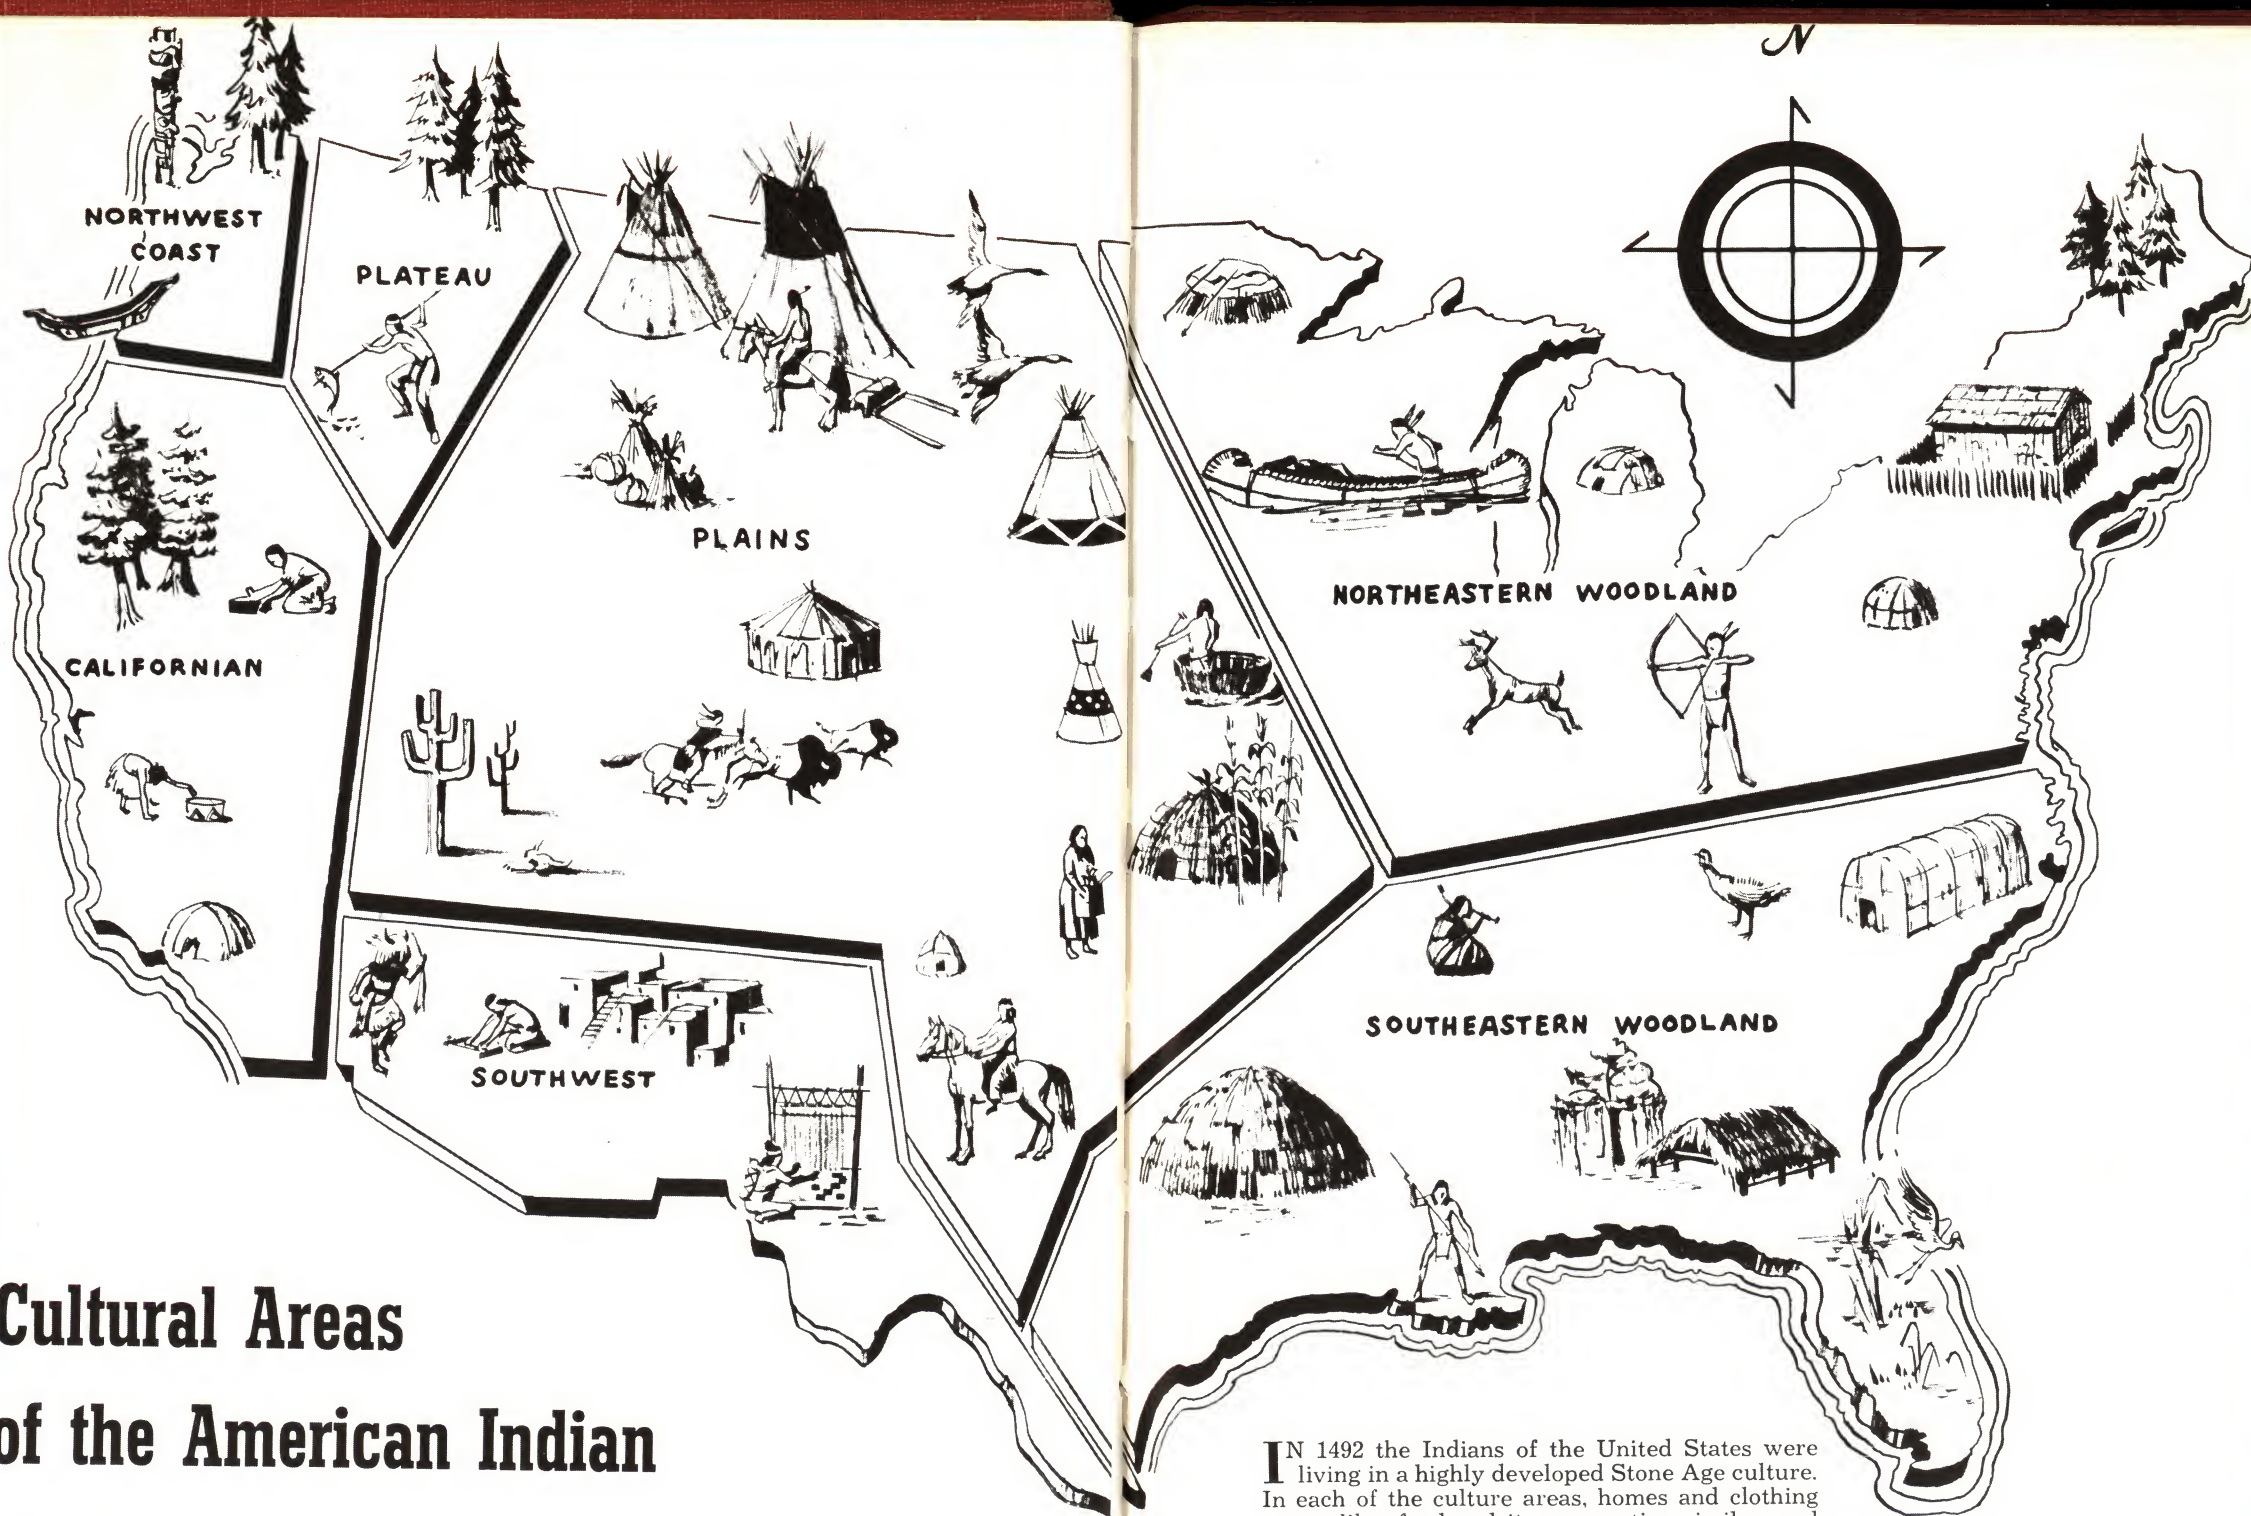 N
NORTHWEST
COAST
PLATEAU
PLAINS
NORTHEASTERN WOODLAND
CALIFORNIAN
SOUTHWEST
SOUTHEASTERN WOODLAND
Cultural Areas
of the American Indian
IN 1492 the Indians of the United States were
living in a highly developed Stone Age culture.
In each of the culture areas, homes and clothing